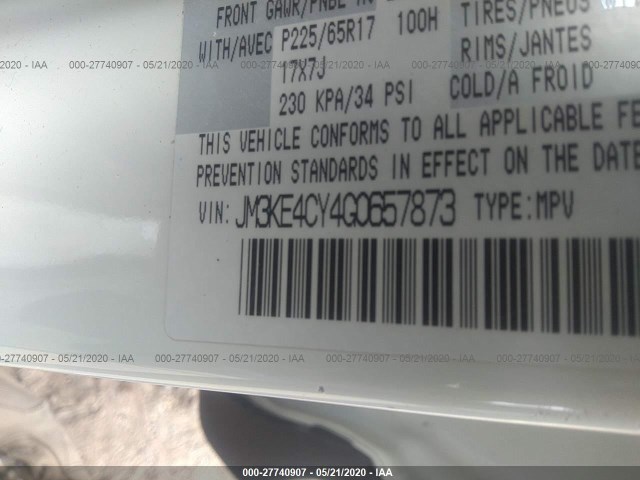 FRONT GAWR/PNBE
WITH/AVEC P225/65R17 100H TIRES/PNEUS
17X7J RIMS/JANTES
230 KPA/34 PSI COLD/A FROID
THIS VEHICLE CONFORMS TO ALL APPLICABLE FE
PREVENTION STANDARDS IN EFFECT ON THE DATE
VIN: JM3KE4CY4G0657873 TYPE:MPV
000-27740907 - 05/21/2020 - IAA